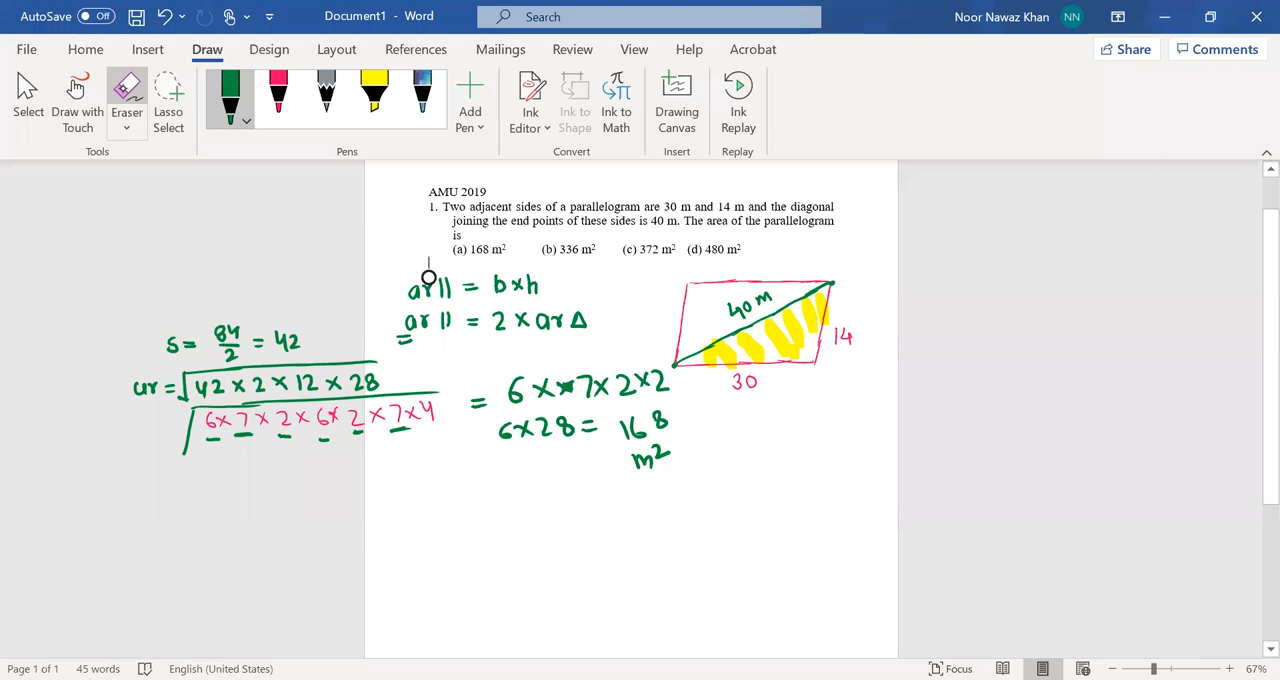 AutoSave Off Document1 - Word Search Noor Nawaz Khan NN
File Home Insert Draw Design Layout References Mailings Review View Help Acrobat Share Comments
Select Draw with Touch Eraser Lasso Select Add Pen Ink Editor Ink to Shape Ink to Math Drawing Canvas Ink Replay
Tools Pens Convert Insert Replay
AMU 2019
1. Two adjacent sides of a parallelogram are 30 m and 14 m and the diagonal
joining the end points of these sides is 40 m. The area of the parallelogram
is
(a) 168 m² (b) 336 m² (c) 372 m² (d) 480 m²
ar || = b×h
ar || = 2 × ar Δ
=
40 m
14
30
S = 84/2 = 42
ar = √42 × 2 × 12 × 28
√6×7×2×6×2×7×4
= 6××7×2×2
6×28 = 168
m²
Page 1 of 1 45 words English (United States) Focus 67%